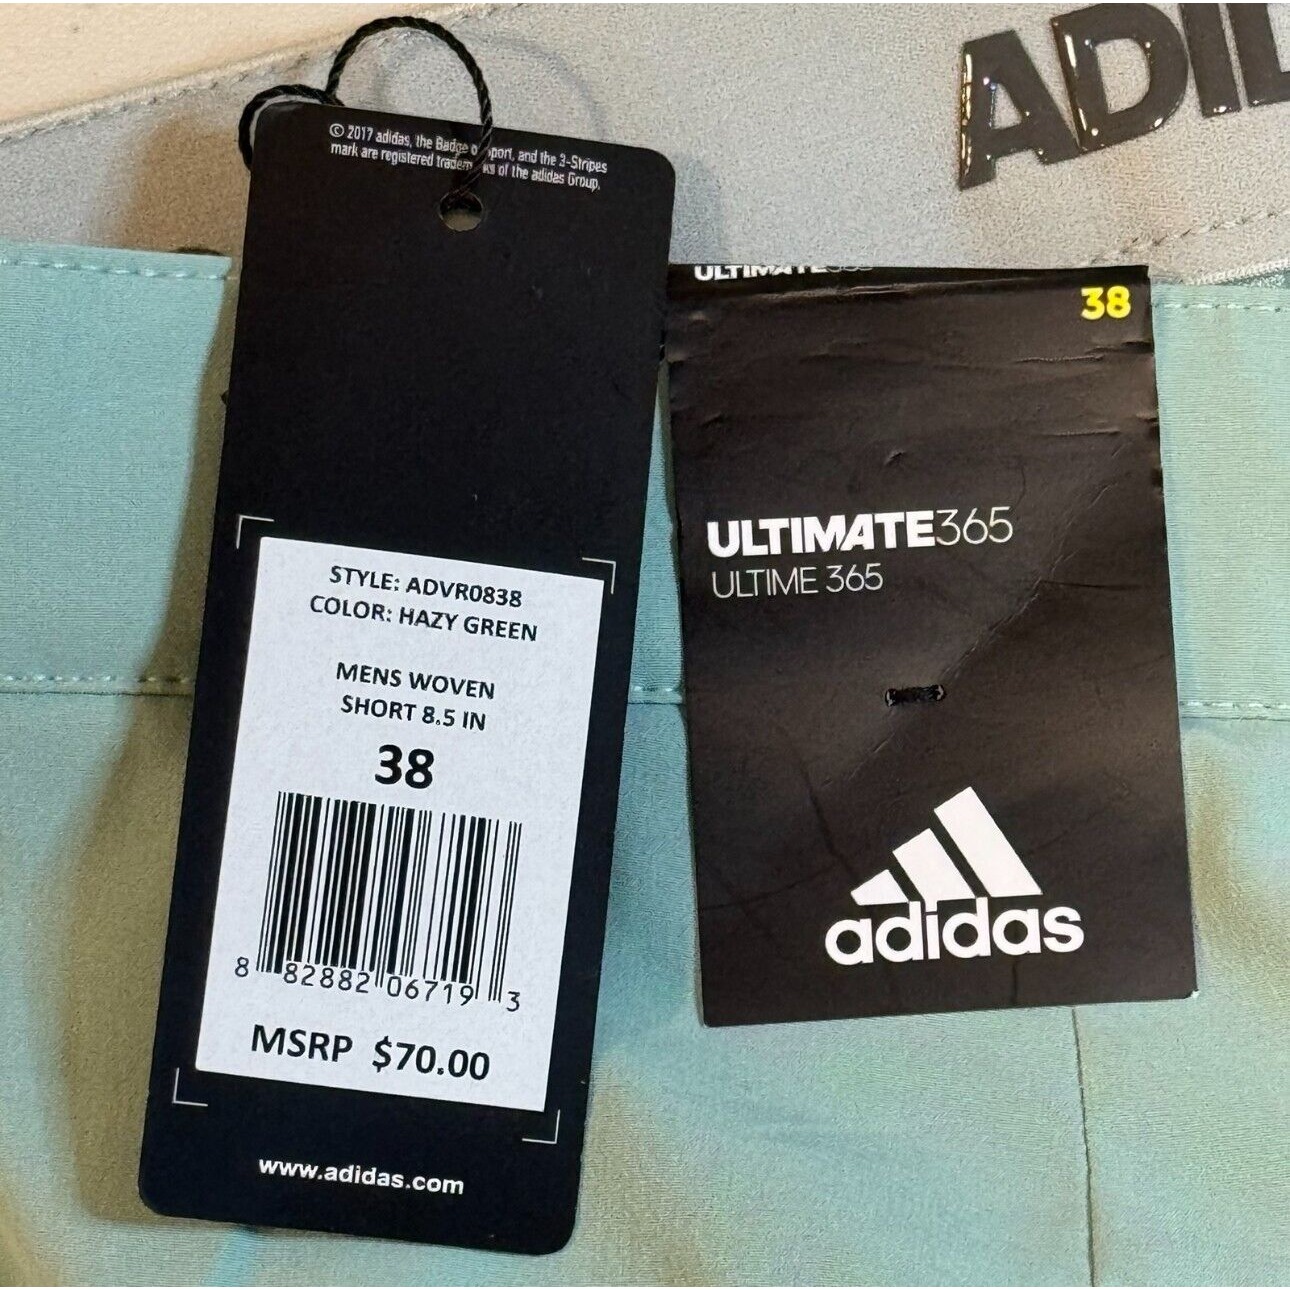 ADI
© 2017 adidas, the Badge of Sport, and the 3-Stripes
mark are registered trademarks of the adidas Group.
ULTIMATE365
38
ULTIMATE365
ULTIME 365
adidas
STYLE: ADVR0838
COLOR: HAZY GREEN
MENS WOVEN
SHORT 8.5 IN
38
8 82882 06719 3
MSRP $70.00
www.adidas.com